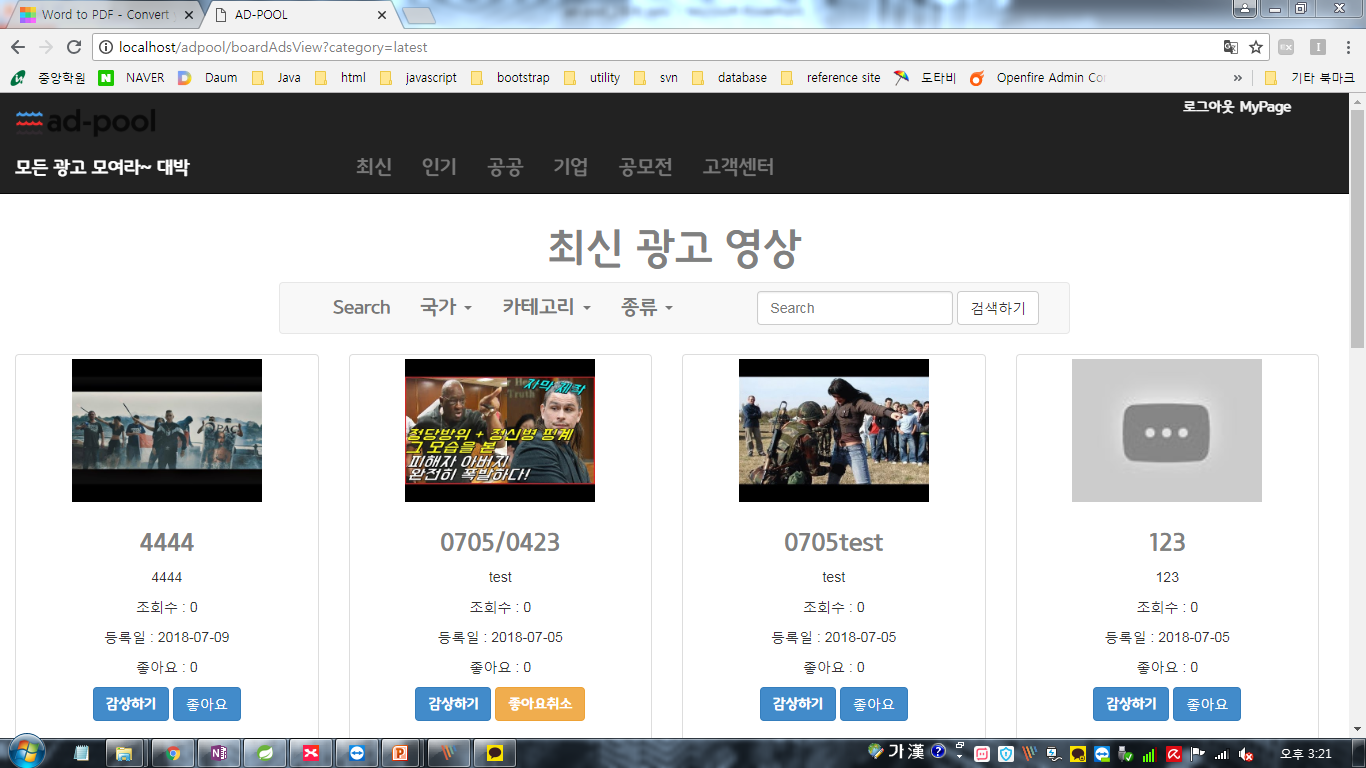 Word to PDF - Convert
AD-POOL
localhost/adpool/boardAdsView?category=latest
중앙학원 NAVER Daum Java html javascript bootstrap utility svn database reference site 도타비 Openfire Admin Cor » 기타 북마크
ad-pool
로그아웃 MyPage
모든 광고 모여라~ 대박 최신 인기 공공 기업 공모전 고객센터
최신 광고 영상
Search 국가 카테고리 종류 Search 검색하기
자막 제작
Truth
정당방위 + 정신병 핑계
그 모습을 본
피해자 아버지
완전히 폭발하다!
4444 0705/0423 0705test 123
4444 test test 123
조회수 : 0 조회수 : 0 조회수 : 0 조회수 : 0
등록일 : 2018-07-09 등록일 : 2018-07-05 등록일 : 2018-07-05 등록일 : 2018-07-05
좋아요 : 0 좋아요 : 0 좋아요 : 0 좋아요 : 0
감상하기 좋아요 감상하기 좋아요취소 감상하기 좋아요 감상하기 좋아요
가 漢 오후 3:21